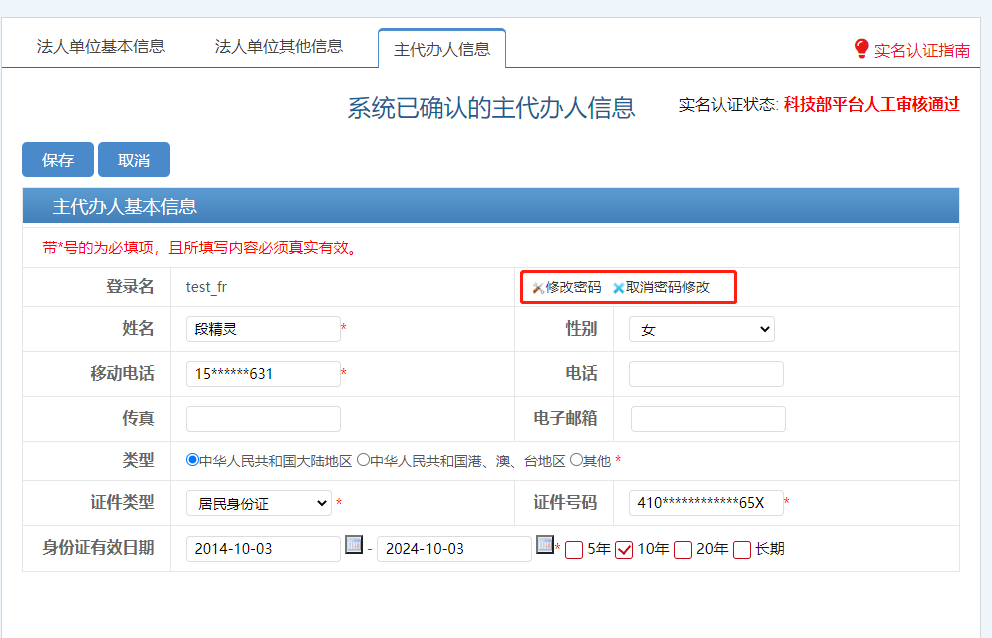 法人单位基本信息 法人单位其他信息 主代办人信息 实名认证指南
系统已确认的主代办人信息 实名认证状态: 科技部平台人工审核通过
保存 取消
主代办人基本信息
带*号的为必填项，且所填写内容必须真实有效。
登录名 test_fr 修改密码 取消密码修改
姓名 段精灵 * 性别 女
移动电话 15******631 * 电话
传真 电子邮箱
类型 中华人民共和国大陆地区 中华人民共和国港、澳、台地区 其他 *
证件类型 居民身份证 * 证件号码 410************65X *
身份证有效日期 2014-10-03 - 2024-10-03 * 5年 10年 20年 长期